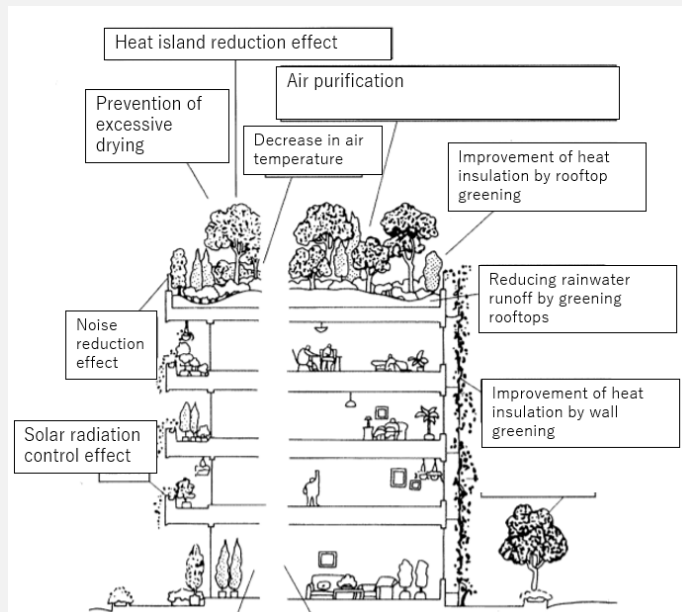 Heat island reduction effect
Air purification
Prevention of
excessive
drying
Decrease in air
temperature
Improvement of heat
insulation by rooftop
greening
Reducing rainwater
runoff by greening
rooftops
Noise
reduction
effect
Improvement of heat
insulation by wall
greening
Solar radiation
control effect